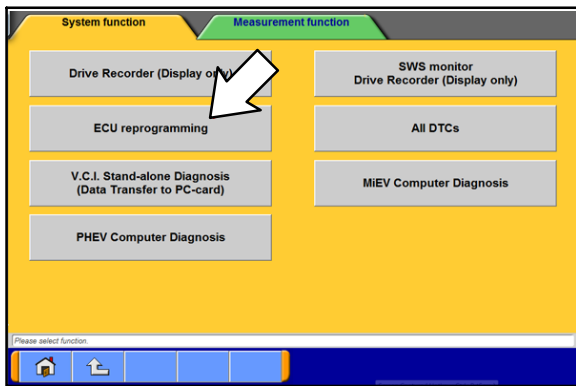 System function
Measurement function
Drive Recorder (Display only)
SWS monitor
Drive Recorder (Display only)
ECU reprogramming
All DTCs
V.C.I. Stand-alone Diagnosis
(Data Transfer to PC-card)
MiEV Computer Diagnosis
PHEV Computer Diagnosis
Please select function.